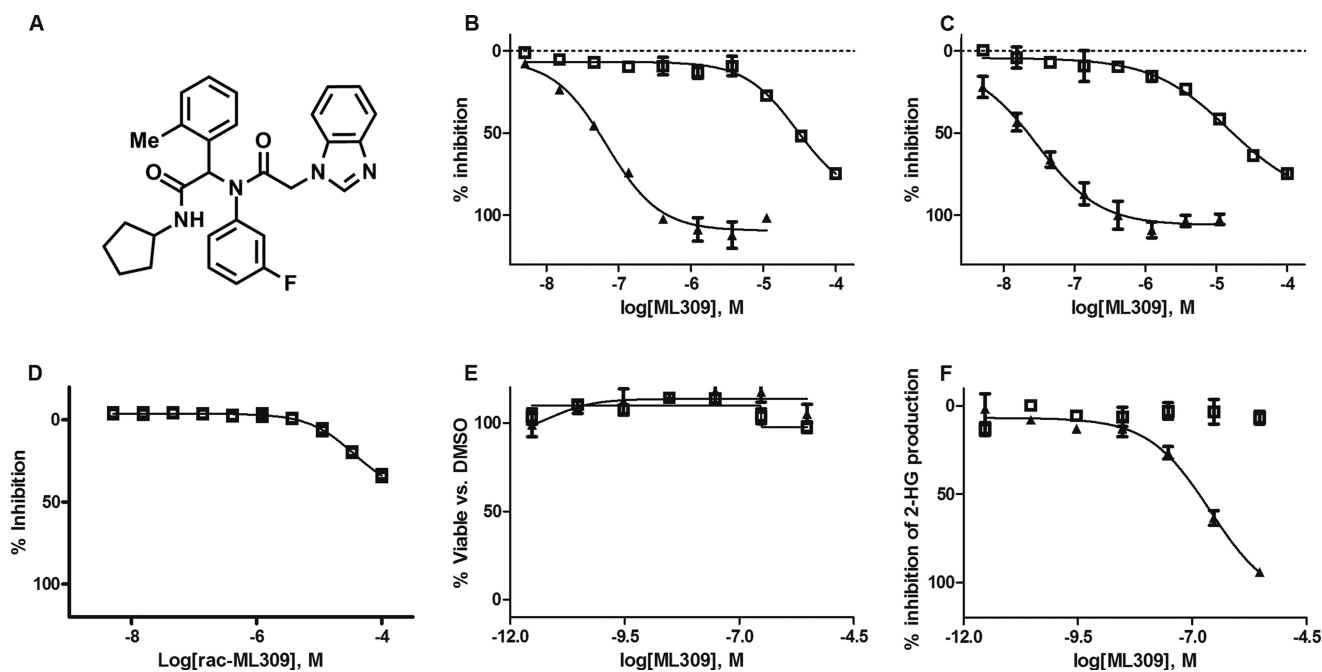 A
Me
O
O
N
N
N
NH
F
B
0
50
100
% inhibition
-8
-7
-6
-5
-4
log[ML309], M
C
0
50
100
% inhibition
-8
-7
-6
-5
-4
log[ML309], M
D
0
50
100
% Inhibition
-8
-6
-4
Log[rac-ML309], M
E
100
50
0
% Viable vs. DMSO
-12.0
-9.5
-7.0
-4.5
log[ML309], M
F
0
50
100
% inhibition of 2-HG production
-12.0
-9.5
-7.0
-4.5
log[ML309], M